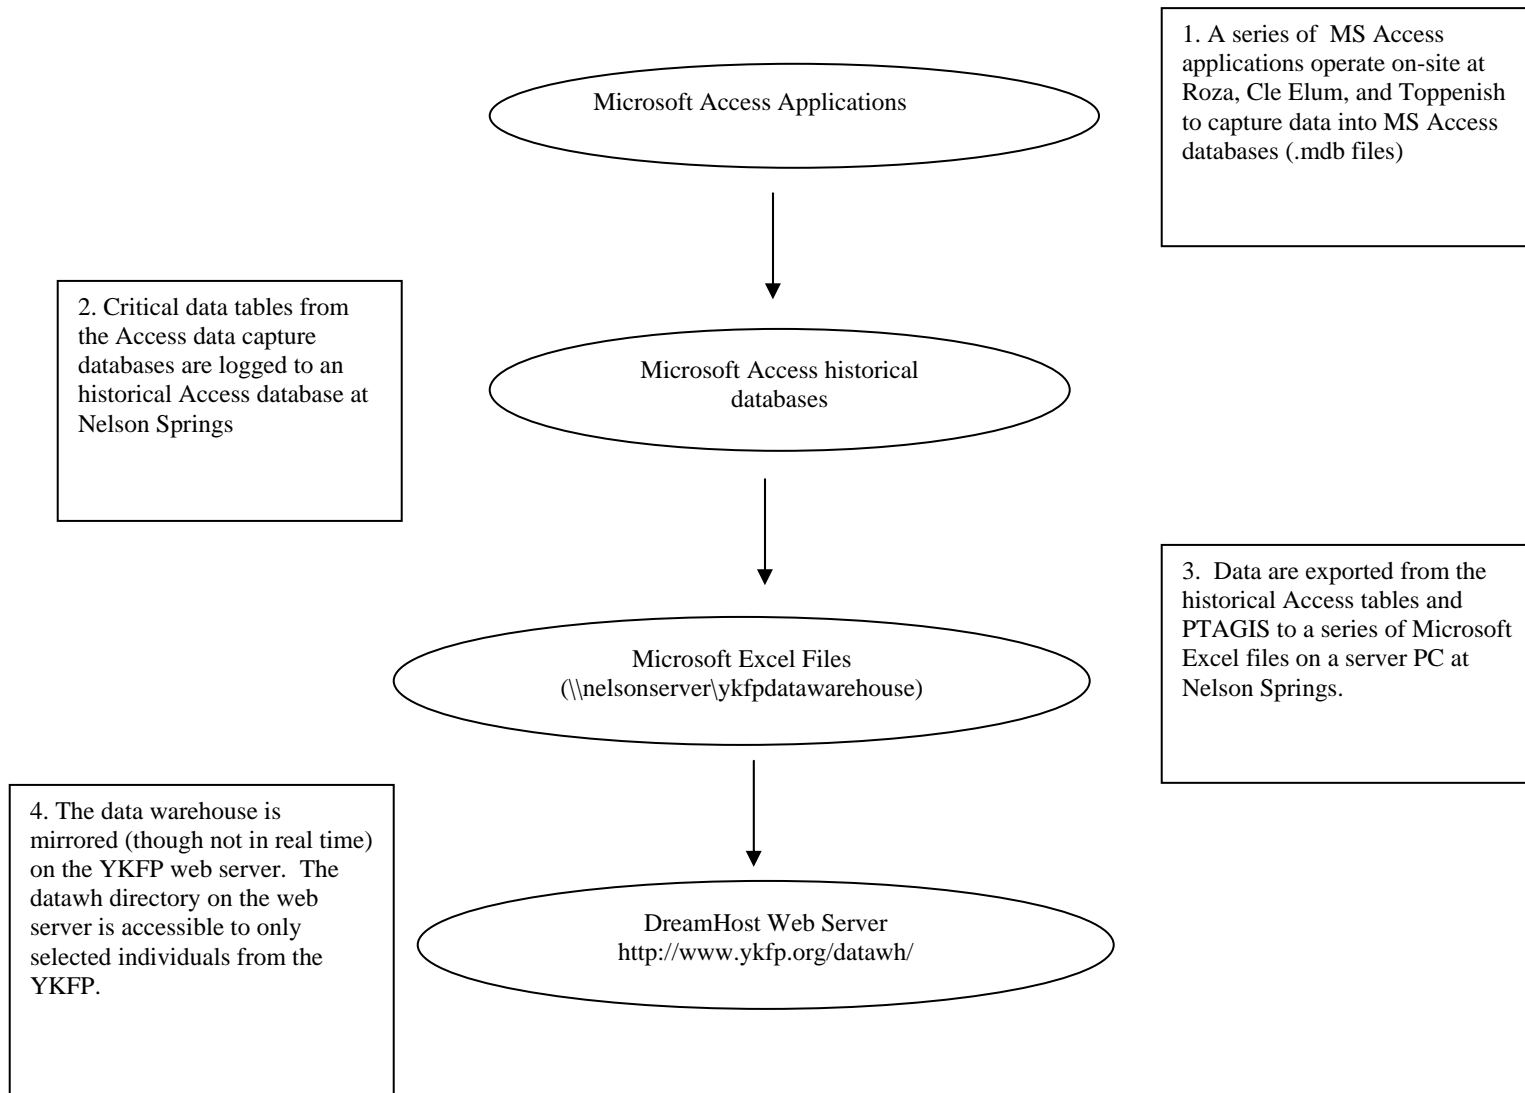 Microsoft Access Applications
1. A series of  MS Access
applications operate on-site at
Roza, Cle Elum, and Toppenish
to capture data into MS Access
databases (.mdb files)
2. Critical data tables from
the Access data capture
databases are logged to an
historical Access database at
Nelson Springs
Microsoft Access historical
databases
3.  Data are exported from the
historical Access tables and
PTAGIS to a series of Microsoft
Excel files on a server PC at
Nelson Springs.
Microsoft Excel Files
(\\nelsonserver\ykfpdatawarehouse)
4. The data warehouse is
mirrored (though not in real time)
on the YKFP web server.  The
datawh directory on the web
server is accessible to only
selected individuals from the
YKFP.
DreamHost Web Server
http://www.ykfp.org/datawh/